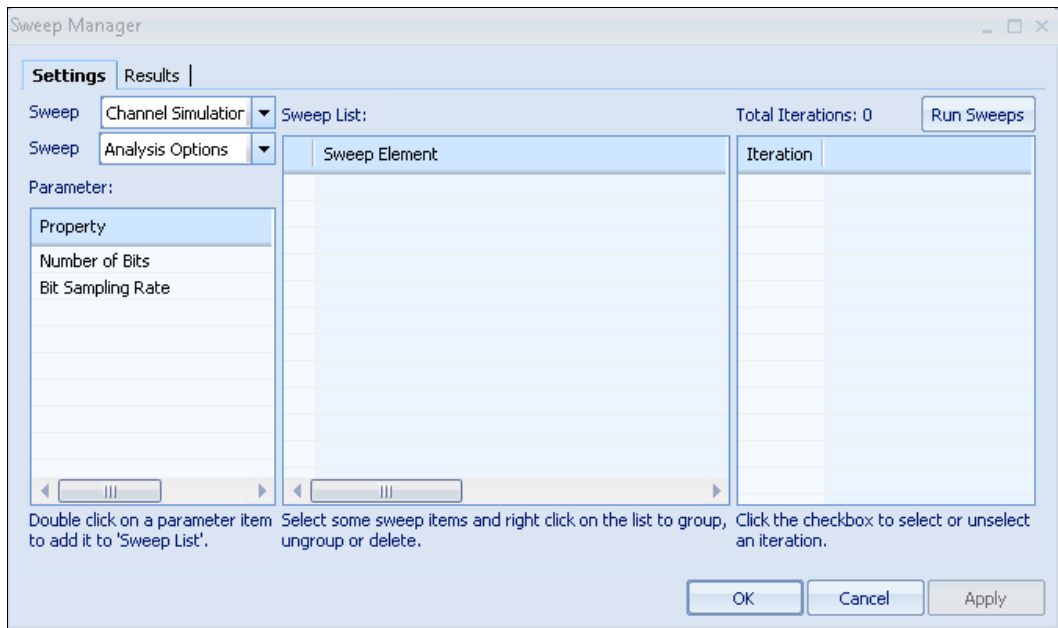 Sweep Manager
Settings Results
Sweep Channel Simulation
Sweep Analysis Options
Parameter:
Property
Number of Bits
Bit Sampling Rate
Double click on a parameter item
to add it to 'Sweep List'.
Sweep List:
Sweep Element
Select some sweep items and right click on the list to group,
ungroup or delete.
Total Iterations: 0 Run Sweeps
Iteration
Click the checkbox to select or unselect
an iteration.
OK Cancel Apply